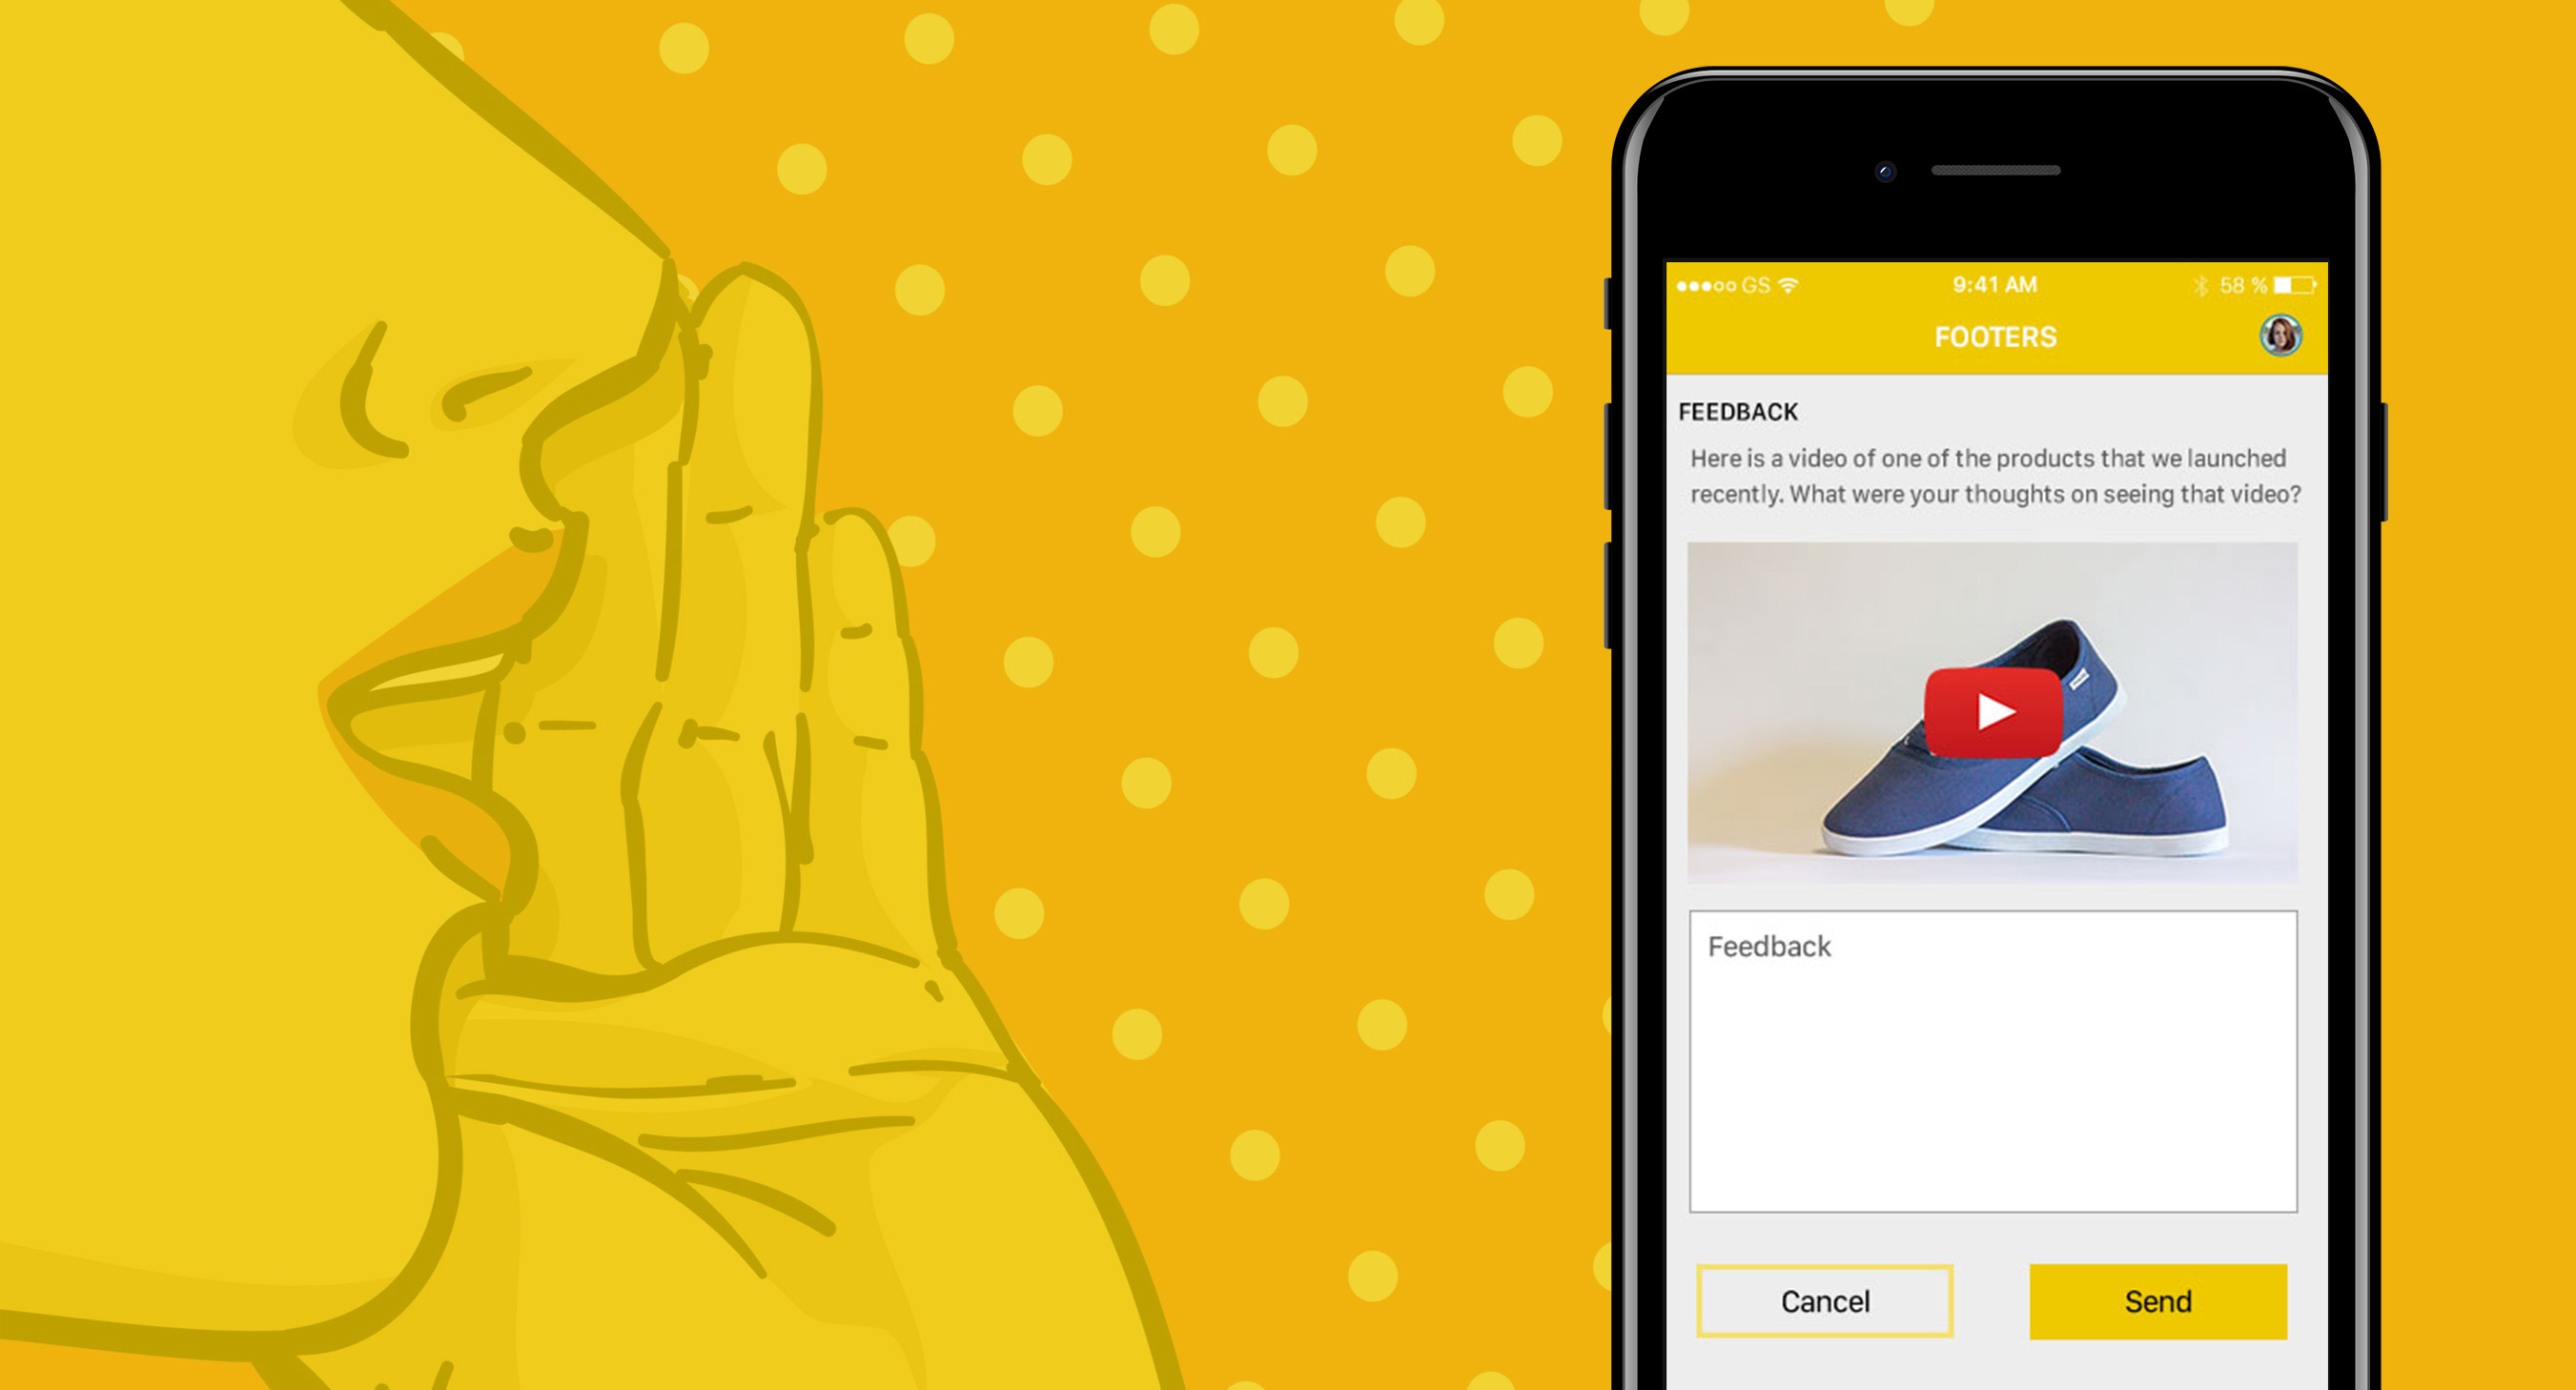 GS
9:41 AM
58 %
FOOTERS
FEEDBACK
Here is a video of one of the products that we launched
recently. What were your thoughts on seeing that video?
Feedback
Cancel
Send